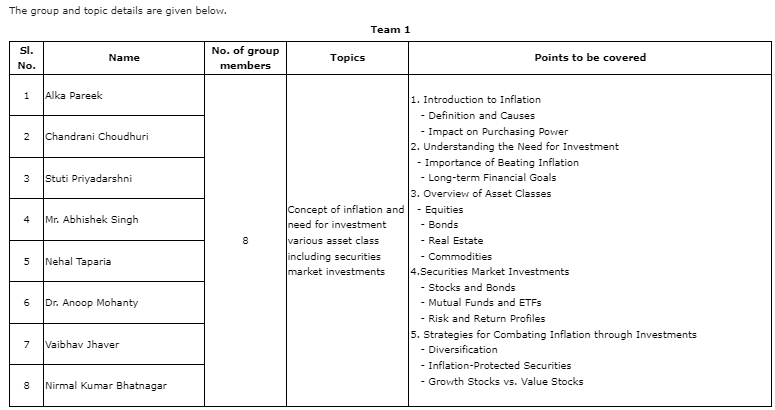 The group and topic details are given below.
Team 1
Sl. No.
Name
No. of group members
Topics
Points to be covered
1 Alka Pareek
2 Chandrani Choudhuri
3 Stuti Priyadarshni
4 Mr. Abhishek Singh
5 Nehal Taparia
6 Dr. Anoop Mohanty
7 Vaibhav Jhaver
8 Nirmal Kumar Bhatnagar
8
Concept of inflation and
need for investment
various asset class
including securities
market investments
1. Introduction to Inflation
- Definition and Causes
- Impact on Purchasing Power
2. Understanding the Need for Investment
- Importance of Beating Inflation
- Long-term Financial Goals
3. Overview of Asset Classes
- Equities
- Bonds
- Real Estate
- Commodities
4.Securities Market Investments
- Stocks and Bonds
- Mutual Funds and ETFs
- Risk and Return Profiles
5. Strategies for Combating Inflation through Investments
- Diversification
- Inflation-Protected Securities
- Growth Stocks vs. Value Stocks